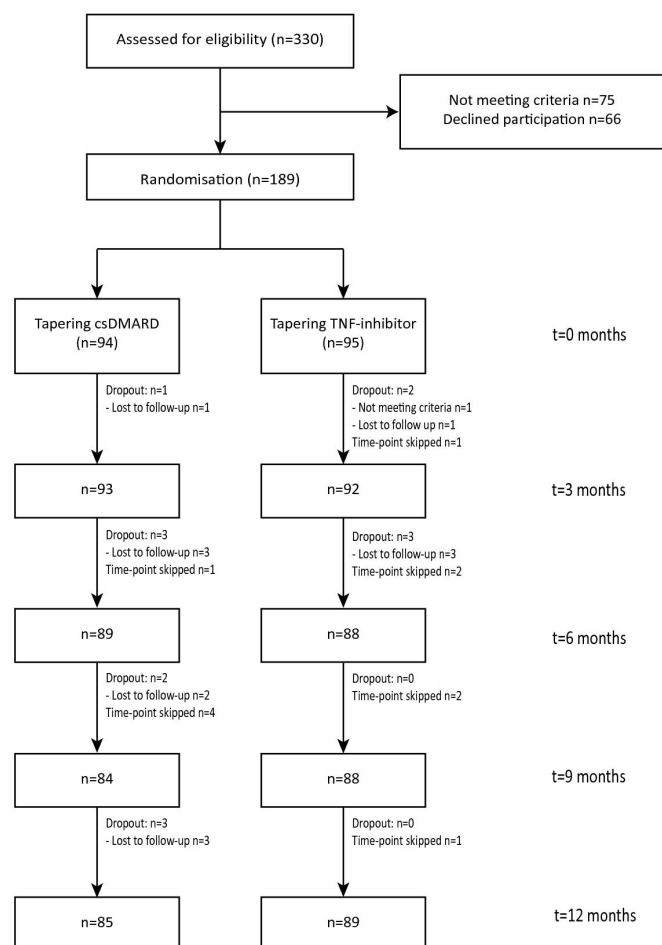 Assessed for eligibility (n=330)
Not meeting criteria n=75
Declined participation n=66
Randomisation (n=189)
Tapering csDMARD
(n=94)
Tapering TNF-inhibitor
(n=95)
t=0 months
Dropout: n=1
- Lost to follow-up n=1
Dropout: n=2
- Not meeting criteria n=1
- Lost to follow up n=1
Time-point skipped n=1
n=93
n=92
t=3 months
Dropout: n=3
- Lost to follow-up n=3
Time-point skipped n=1
Dropout: n=3
- Lost to follow-up n=3
Time-point skipped n=2
n=89
n=88
t=6 months
Dropout: n=2
- Lost to follow-up n=2
Time-point skipped n=4
Dropout: n=0
Time-point skipped n=2
n=84
n=88
t=9 months
Dropout: n=3
- Lost to follow-up n=3
Dropout: n=0
Time-point skipped n=1
n=85
n=89
t=12 months